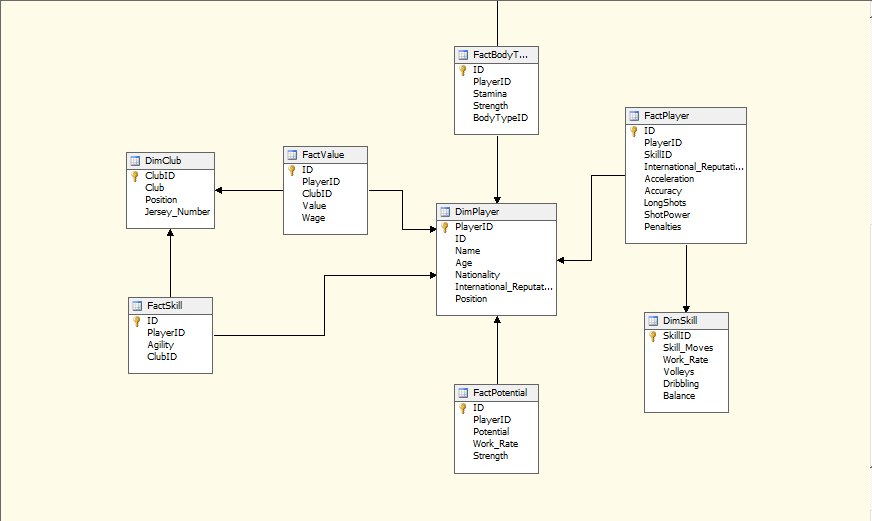 FactBodyT...
ID
PlayerID
Stamina
Strength
BodyTypeID
FactPlayer
ID
PlayerID
SkillID
International_Reputati...
Acceleration
Accuracy
LongShots
ShotPower
Penalties
FactValue
ID
PlayerID
ClubID
Value
Wage
DimClub
ClubID
Club
Position
Jersey_Number
DimPlayer
PlayerID
ID
Name
Age
Nationality
International_Reputat...
Position
FactSkill
ID
PlayerID
Agility
ClubID
DimSkill
SkillID
Skill_Moves
Work_Rate
Volleys
Dribbling
Balance
FactPotential
ID
PlayerID
Potential
Work_Rate
Strength